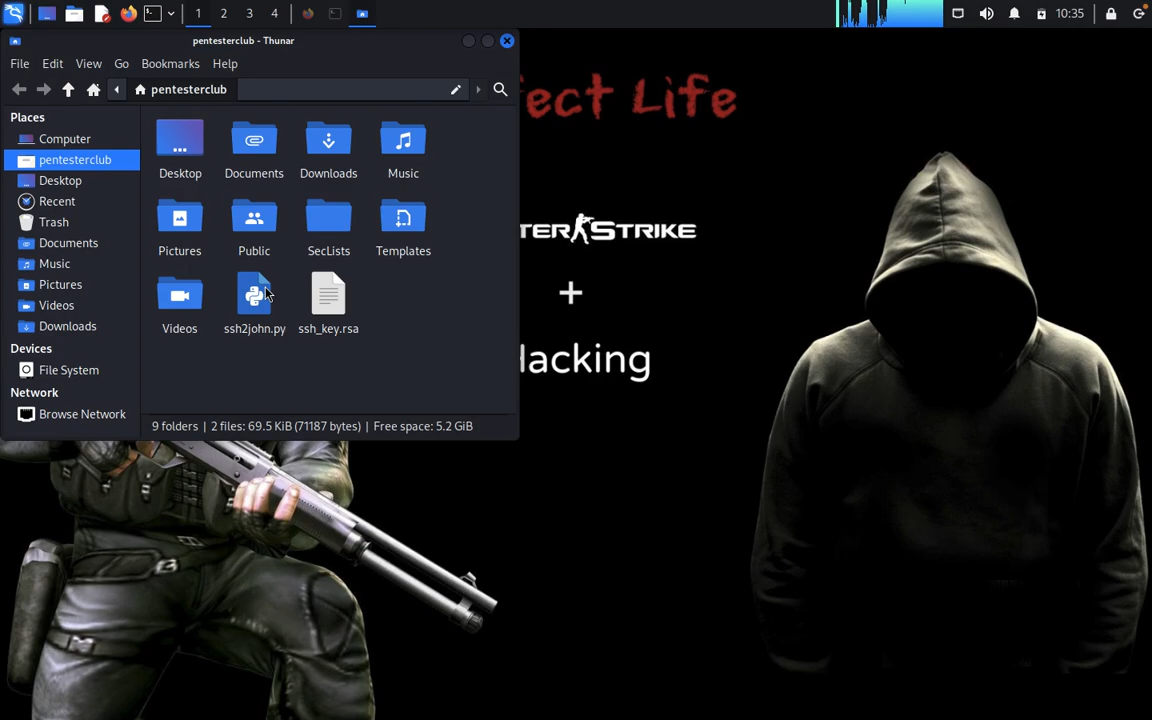 1 2 3 4
10:35
pentesterclub - Thunar
File Edit View Go Bookmarks Help
pentesterclub
Places
Computer
pentesterclub
Desktop
Recent
Trash
Documents
Music
Pictures
Videos
Downloads
Devices
File System
Network
Browse Network
Desktop Documents Downloads Music
Pictures Public SecLists Templates
Videos ssh2john.py ssh_key.rsa
9 folders | 2 files: 69.5 KiB (71187 bytes) | Free space: 5.2 GiB
ect Life
TER STRIKE
+
Hacking